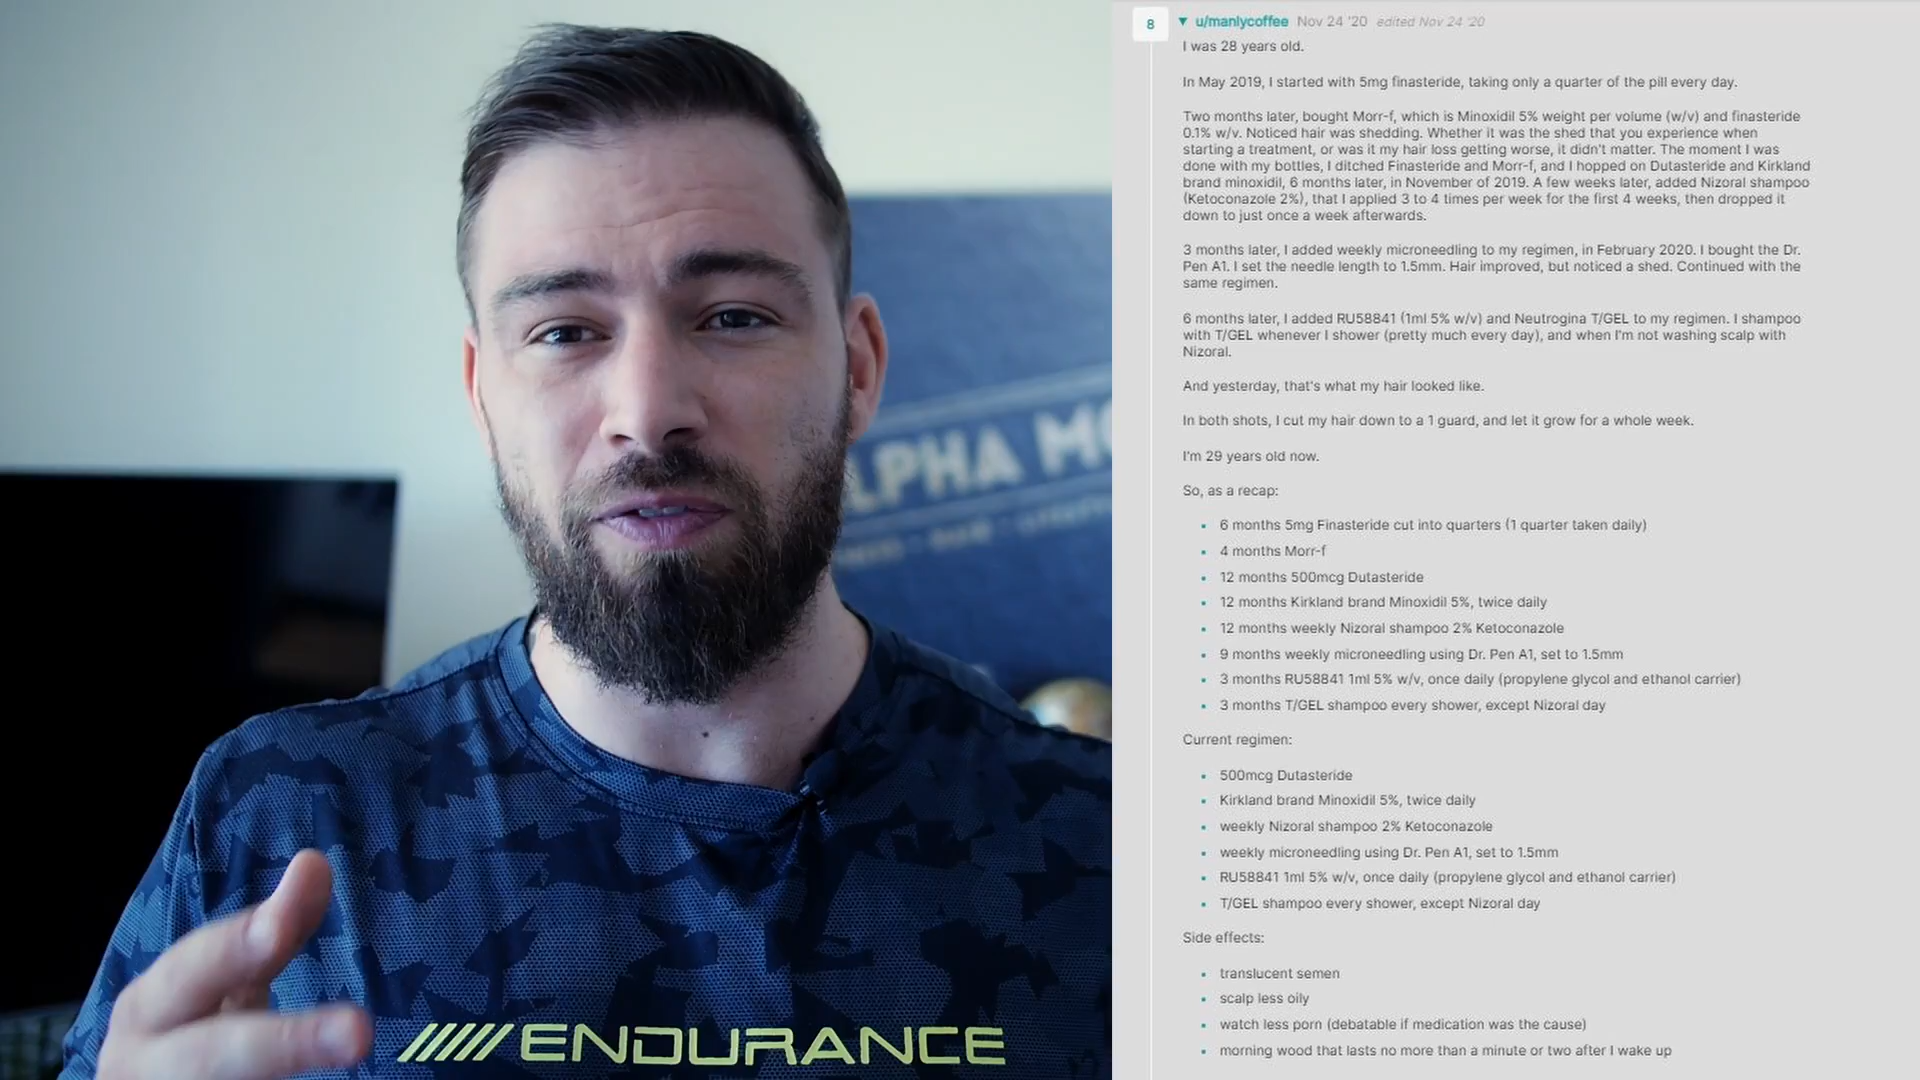 8 ▼ u/manlycoffee Nov 24 '20 edited Nov 24 '20
I was 28 years old.
In May 2019, I started with 5mg finasteride, taking only a quarter of the pill every day.
Two months later, bought Morr-f, which is Minoxidil 5% weight per volume (w/v) and finasteride
0.1% w/v. Noticed hair was shedding. Whether it was the shed that you experience when
starting a treatment, or was it my hair loss getting worse, it didn't matter. The moment I was
done with my bottles, I ditched Finasteride and Morr-f, and I hopped on Dutasteride and Kirkland
brand minoxidil, 6 months later, in November of 2019. A few weeks later, added Nizoral shampoo
(Ketoconazole 2%), that I applied 3 to 4 times per week for the first 4 weeks, then dropped it
down to just once a week afterwards.
3 months later, I added weekly microneedling to my regimen, in February 2020. I bought the Dr.
Pen A1. I set the needle length to 1.5mm. Hair improved, but noticed a shed. Continued with the
same regimen.
6 months later, I added RU58841 (1ml 5% w/v) and Neutrogina T/GEL to my regimen. I shampoo
with T/GEL whenever I shower (pretty much every day), and when I'm not washing scalp with
Nizoral.
And yesterday, that's what my hair looked like.
In both shots, I cut my hair down to a 1 guard, and let it grow for a whole week.
I'm 29 years old now.
So, as a recap:
• 6 months 5mg Finasteride cut into quarters (1 quarter taken daily)
• 4 months Morr-f
• 12 months 500mcg Dutasteride
• 12 months Kirkland brand Minoxidil 5%, twice daily
• 12 months weekly Nizoral shampoo 2% Ketoconazole
• 9 months weekly microneedling using Dr. Pen A1, set to 1.5mm
• 3 months RU58841 1ml 5% w/v, once daily (propylene glycol and ethanol carrier)
• 3 months T/GEL shampoo every shower, except Nizoral day
Current regimen:
• 500mcg Dutasteride
• Kirkland brand Minoxidil 5%, twice daily
• weekly Nizoral shampoo 2% Ketoconazole
• weekly microneedling using Dr. Pen A1, set to 1.5mm
• RU58841 1ml 5% w/v, once daily (propylene glycol and ethanol carrier)
• T/GEL shampoo every shower, except Nizoral day
Side effects:
• translucent semen
• scalp less oily
• watch less porn (debatable if medication was the cause)
• morning wood that lasts no more than a minute or two after I wake up
LPHA M
ENDURANCE